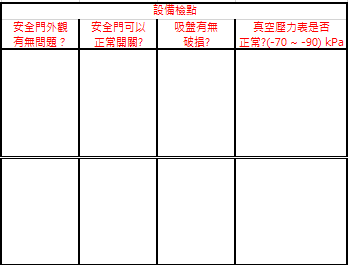 設備檢點
安全門外觀
有無問題？
安全門可以
正常開關?
吸盤有無
破損?
真空壓力表是否
正常?(-70 ~ -90) kPa